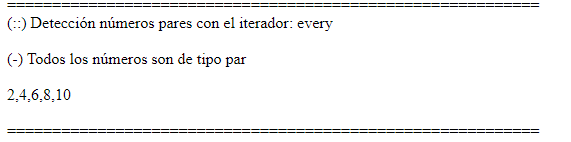 ============================================================
(::) Detección números pares con el iterador: every
(-) Todos los números son de tipo par
2,4,6,8,10
============================================================